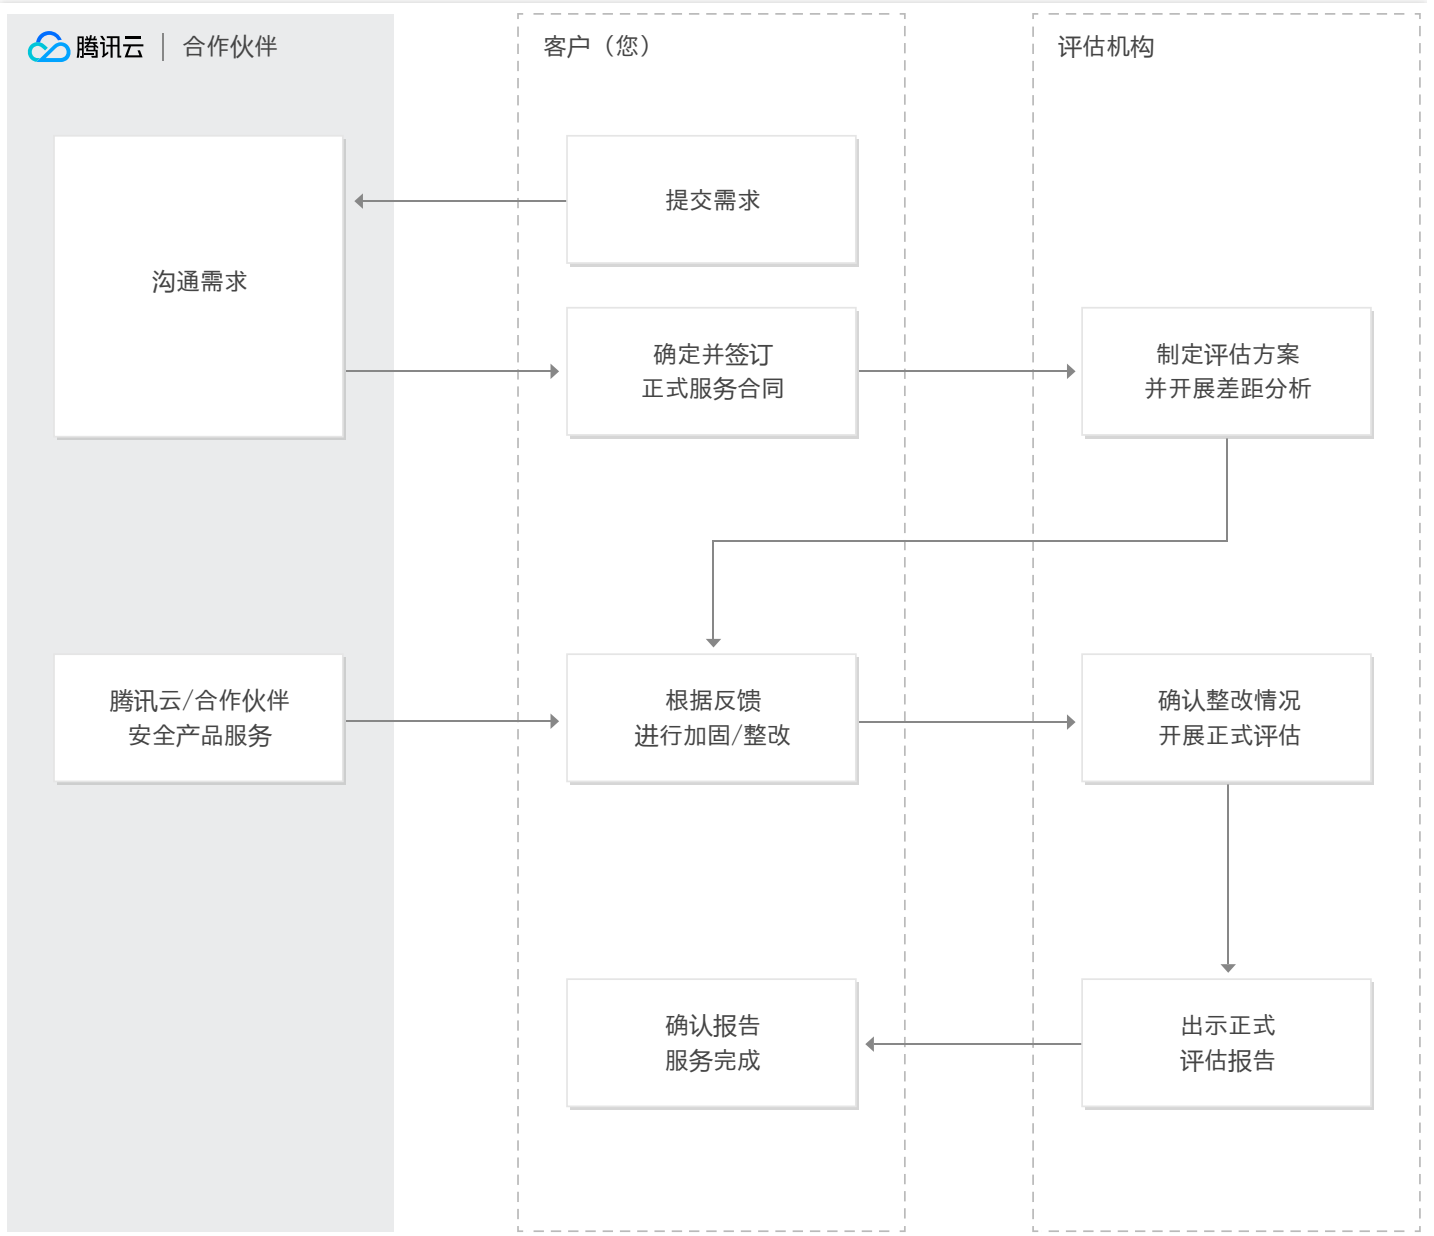 腾讯云 | 合作伙伴
客户（您）
评估机构
提交需求
沟通需求
确定并签订
正式服务合同
制定评估方案
并开展差距分析
腾讯云/合作伙伴
安全产品服务
根据反馈
进行加固/整改
确认整改情况
开展正式评估
确认报告
服务完成
出示正式
评估报告